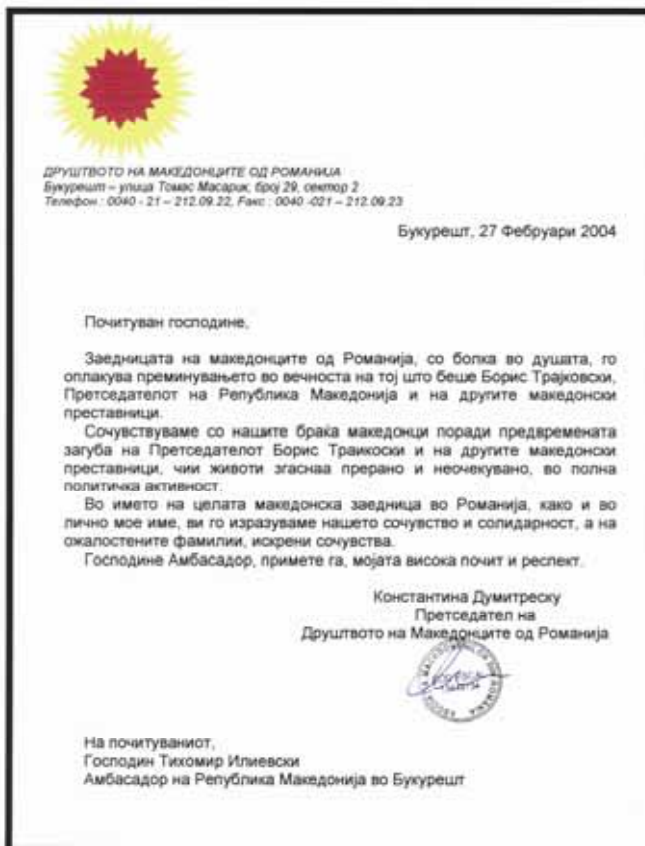 ДРУШТВОТО НА МАКЕДОНЦИТЕ ОД РОМАНИЈА
Букурешт – улица Томас Масарик, број 29, сектор 2
Телефон : 0040 - 21 – 212.09.22, Факс : 0040 -021 – 212.09.23
Букурешт, 27 Фебруари 2004
Почитуван господине,
Заедницата на македонците од Романија, со болка во душата, го
оплакува преминувањето во вечноста на тој што беше Борис Трајковски,
Претседателот на Република Македонија и на другите македонски
преставници.
Сочувствуваме со нашите браќа македонци поради предвремената
загуба на Претседателот Борис Траикоски и на другите македонски
преставници, чии животи згаснаа прерано и неочекувано, во полна
политичка активност.
Во името на целата македонска заедница во Романија, како и во
лично мое име, ви го изразуваме нашето сочувство и солидарност, а на
ожалостените фамилии, искрени сочувства.
Господине Амбасадор, примете га, мојата висока почит и респект.
Константина Думитреску
Претседател на
Друштвото на Македонците од Романија
На почитуваниот,
Господин Тихомир Илиевски
Амбасадор на Република Македонија во Букурешт